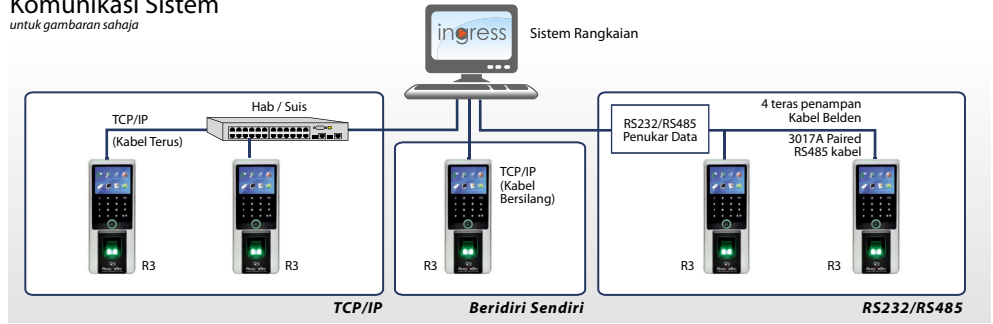 Komunikasi Sistem
untuk gambaran sahaja
ingress
Sistem Rangkaian
TCP/IP
(Kabel Terus)
Hab / Suis
R3
R3
TCP/IP
TCP/IP
(Kabel
Bersilang)
R3
Beridiri Sendiri
RS232/RS485
Penukar Data
4 teras penampan
Kabel Belden
3017A Paired
RS485 kabel
R3
R3
RS232/RS485